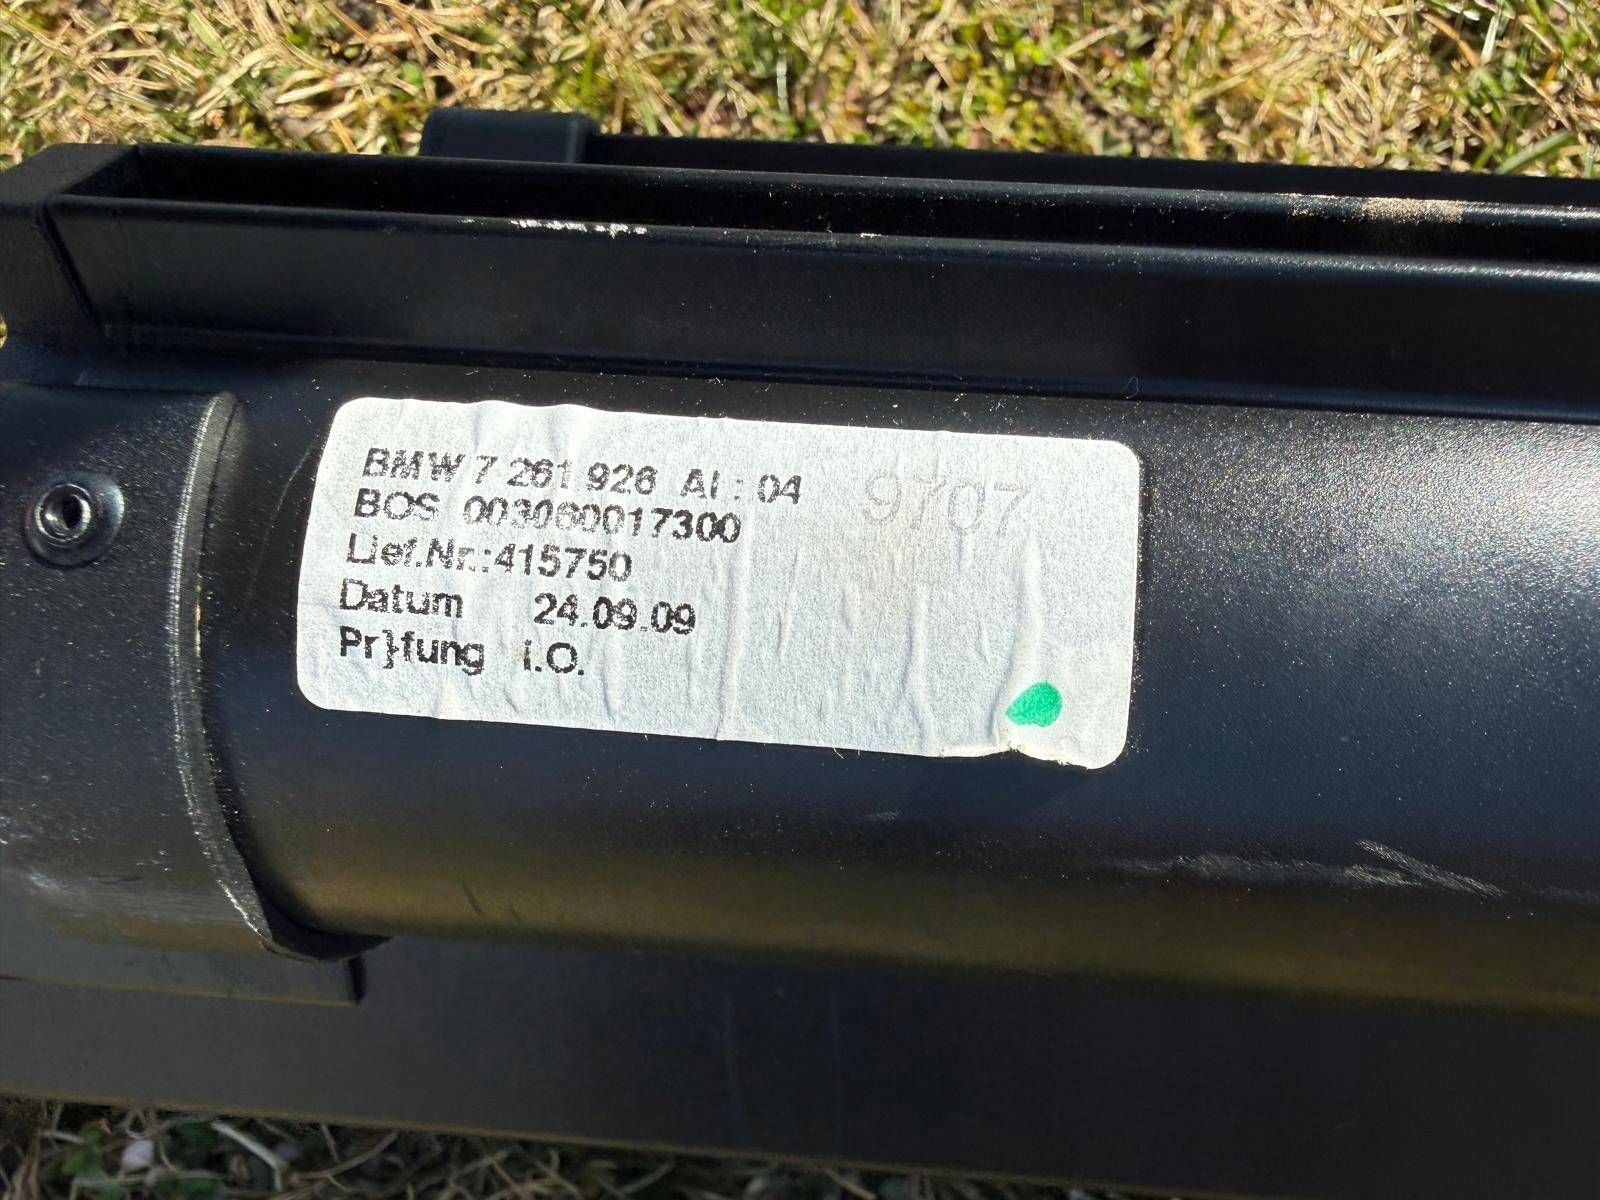 BMW 7 261 926 AI : 04 9707
BOS 003060017300
Lief.Nr.:415750
Datum 24.09.09
Pr}fung i.O.